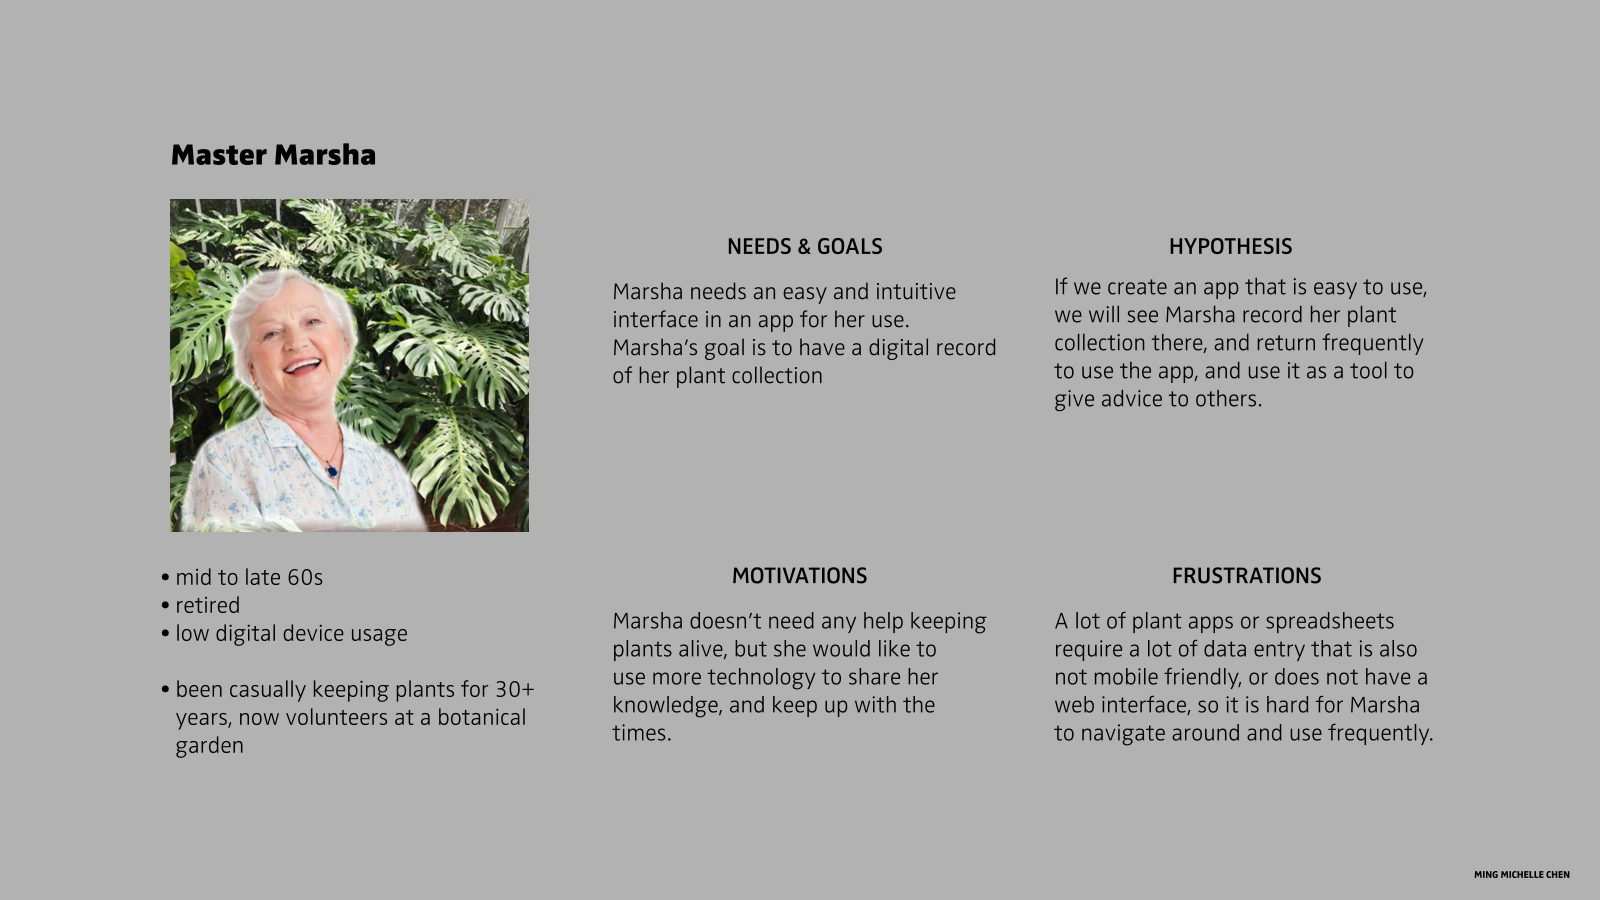 Master Marsha
• mid to late 60s
• retired
• low digital device usage
• been casually keeping plants for 30+
years, now volunteers at a botanical
garden
NEEDS & GOALS
Marsha needs an easy and intuitive
interface in an app for her use.
Marsha’s goal is to have a digital record
of her plant collection
HYPOTHESIS
If we create an app that is easy to use,
we will see Marsha record her plant
collection there, and return frequently
to use the app, and use it as a tool to
give advice to others.
MOTIVATIONS
Marsha doesn’t need any help keeping
plants alive, but she would like to
use more technology to share her
knowledge, and keep up with the
times.
FRUSTRATIONS
A lot of plant apps or spreadsheets
require a lot of data entry that is also
not mobile friendly, or does not have a
web interface, so it is hard for Marsha
to navigate around and use frequently.
MING MICHELLE CHEN